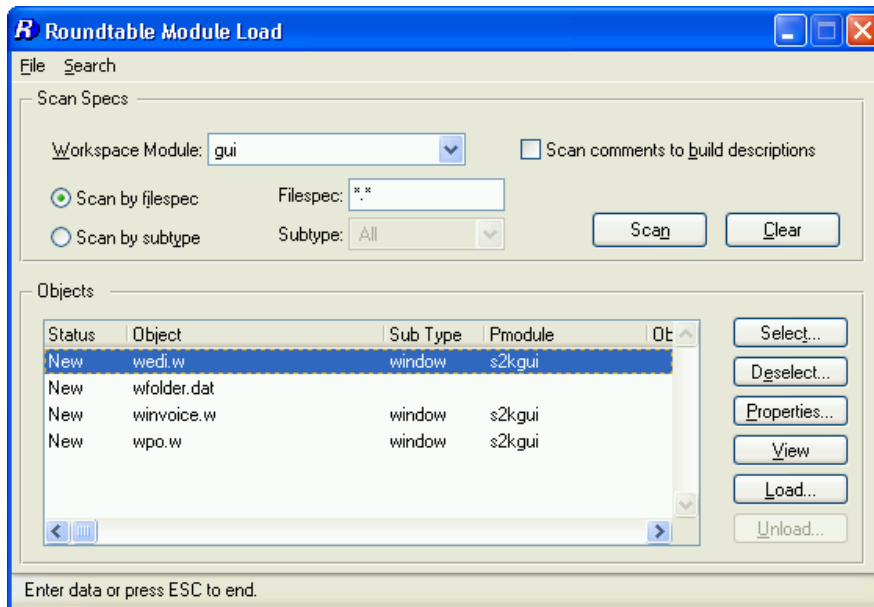 Roundtable Module Load
File Search
Scan Specs
Workspace Module: gui
Scan comments to build descriptions
Scan by filespec
Filespec: *.*
Scan by subtype
Subtype: All
Scan
Clear
Objects
Status Object Sub Type Pmodule Ob
New wedi.w window s2kgui
New wfolder.dat
New winvoice.w window s2kgui
New wpo.w window s2kgui
Select...
Deselect...
Properties...
View
Load...
Unload...
Enter data or press ESC to end.